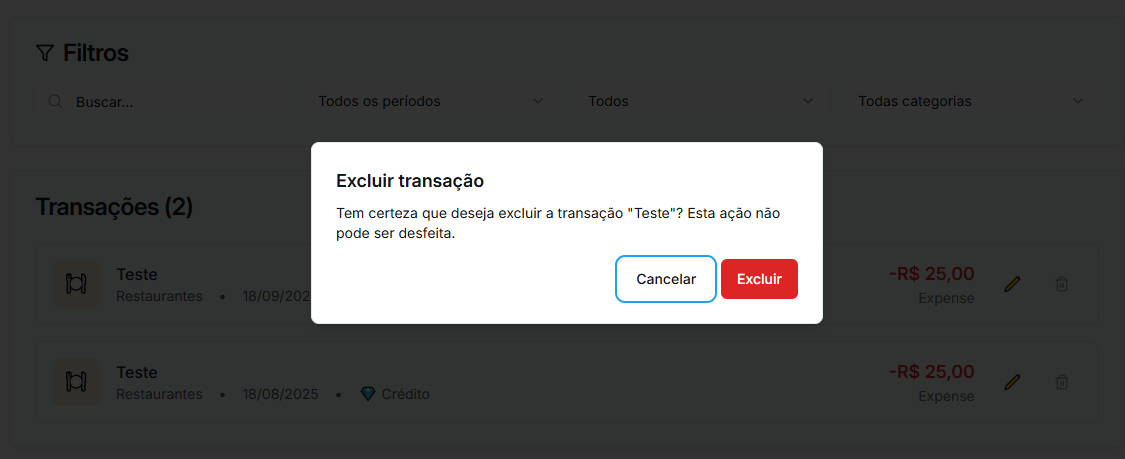 Filtros
Buscar...
Todos os períodos
Todos
Todas categorias
Transações (2)
Excluir transação
Tem certeza que deseja excluir a transação "Teste"? Esta ação não
pode ser desfeita.
Cancelar
Excluir
Teste
-R$ 25,00
Restaurantes • 18/09/202
Expense
Teste
-R$ 25,00
Restaurantes • 18/08/2025 • Crédito
Expense